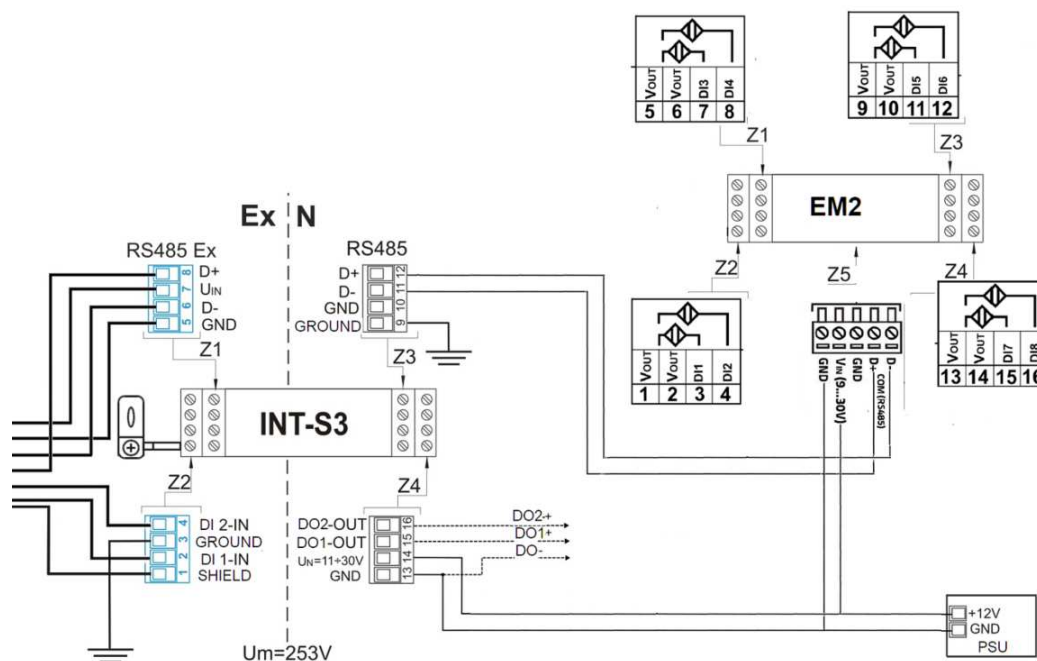 VOUT VOUT DI3 DI4
5 6 7 8
Z1
VOUT VOUT DI5 DI6
9 10 11 12
Z3
EM2
Z2
Z5
Z4
VOUT VOUT DI1 DI2
1 2 3 4
GND
VIN (9...30V)
GND
D+
D-
COM (RS485)
VOUT VOUT DI7 DI8
13 14 15 16
Ex N
RS485 Ex
8 D+
7 UIN
6 D-
5 GND
Z1
RS485
D+ 12
D- 11
GND 10
GROUND 9
Z3
INT-S3
Z2
Z4
4 DI 2-IN
3 GROUND
2 DI 1-IN
1 SHIELD
DO2-OUT 16
DO1-OUT 15
UN=11÷30V 14
GND 13
DO2-+
DO1+
DO-
+12V
GND
PSU
Um=253V